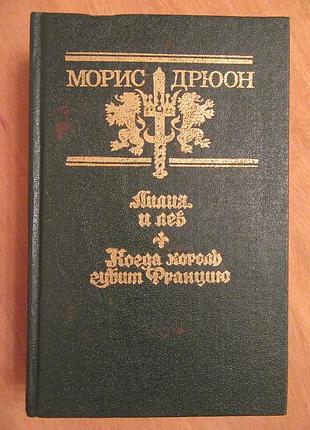 МОРИС ДРЮОН
Лилия
и лев
Когда король
губит Францию